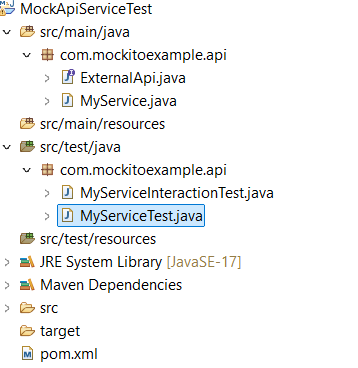 MockApiServiceTest
src/main/java
com.mockitoexample.api
ExternalApi.java
MyService.java
src/main/resources
src/test/java
com.mockitoexample.api
MyServiceInteractionTest.java
MyServiceTest.java
src/test/resources
JRE System Library [JavaSE-17]
Maven Dependencies
src
target
pom.xml